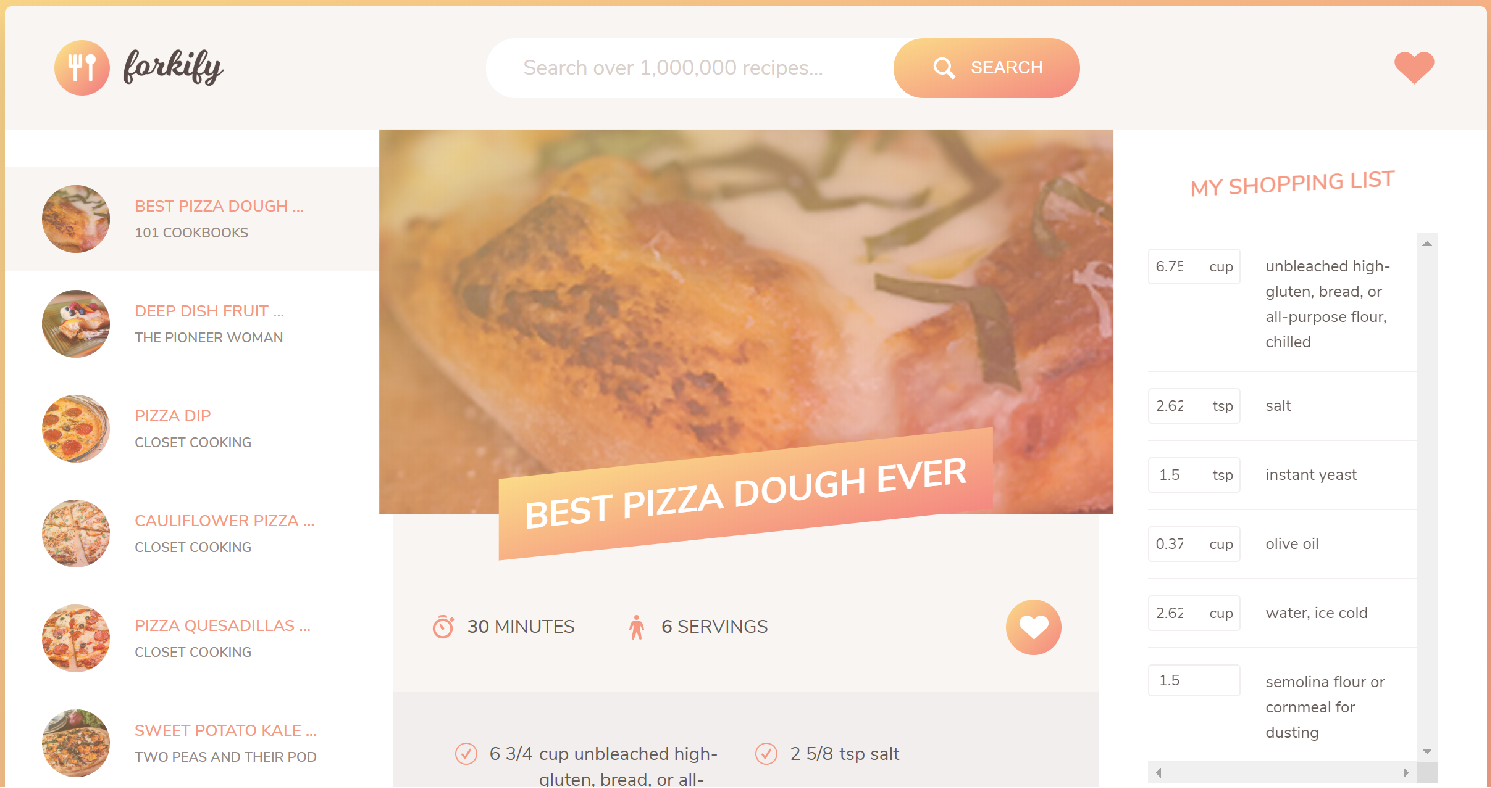 forkify
Search over 1,000,000 recipes...
SEARCH
BEST PIZZA DOUGH ...
101 COOKBOOKS
DEEP DISH FRUIT ...
THE PIONEER WOMAN
PIZZA DIP
CLOSET COOKING
CAULIFLOWER PIZZA ...
CLOSET COOKING
PIZZA QUESADILLAS ...
CLOSET COOKING
SWEET POTATO KALE ...
TWO PEAS AND THEIR POD
BEST PIZZA DOUGH EVER
30 MINUTES
6 SERVINGS
6 3/4 cup unbleached high-
gluten, bread, or all-
2 5/8 tsp salt
MY SHOPPING LIST
6.75 cup unbleached high-
gluten, bread, or
all-purpose flour,
chilled
2.62 tsp salt
1.5 tsp instant yeast
0.37 cup olive oil
2.62 cup water, ice cold
1.5 semolina flour or
cornmeal for
dusting